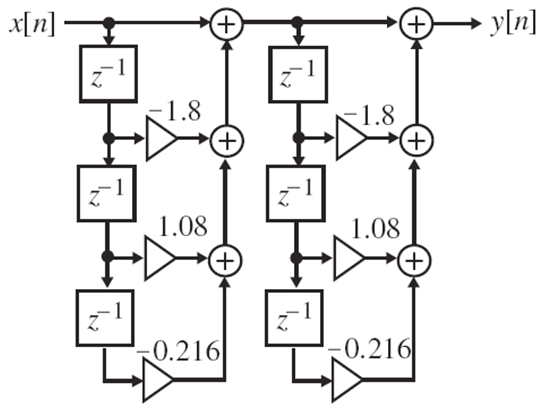 x[n] + + y[n]
z⁻¹ z⁻¹
−1.8 −1.8
+ +
z⁻¹ z⁻¹
1.08 1.08
+ +
z⁻¹ z⁻¹
−0.216 −0.216